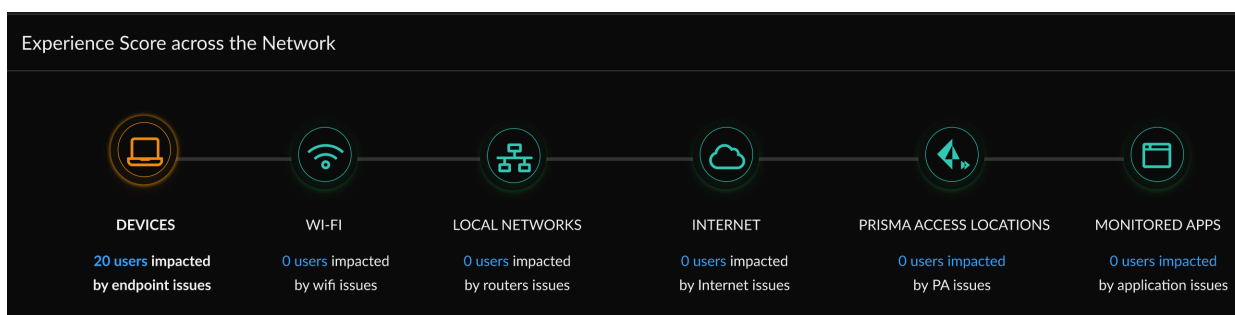 Experience Score across the Network
DEVICES
20 users impacted
by endpoint issues
WI-FI
0 users impacted
by wifi issues
LOCAL NETWORKS
0 users impacted
by routers issues
INTERNET
0 users impacted
by Internet issues
PRISMA ACCESS LOCATIONS
0 users impacted
by PA issues
MONITORED APPS
0 users impacted
by application issues